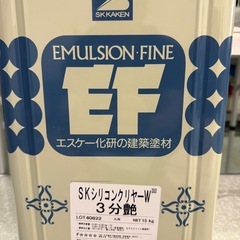 SK KAKEN
EMULSION·FINE
EF
エスケー化研の建築塗材
SKシリコンクリヤーW
3分艶
NET 15 kg